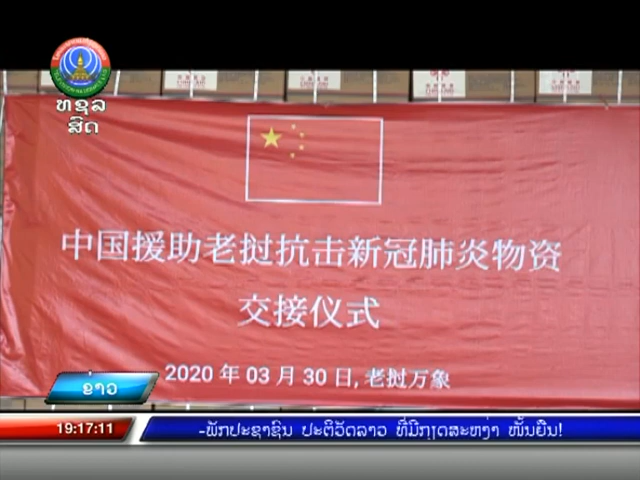 ທຊລ
ສົດ
中国援助老挝抗击新冠肺炎物资
交接仪式
2020 年 03 月 30 日, 老挝万象
ຂ່າວ
19:17:11
-ພັກປະຊາຊົນ ປະຕິວັດລາວ ທີ່ມີກຽດສະຫງ່າ ໝັ້ນຍືນ!